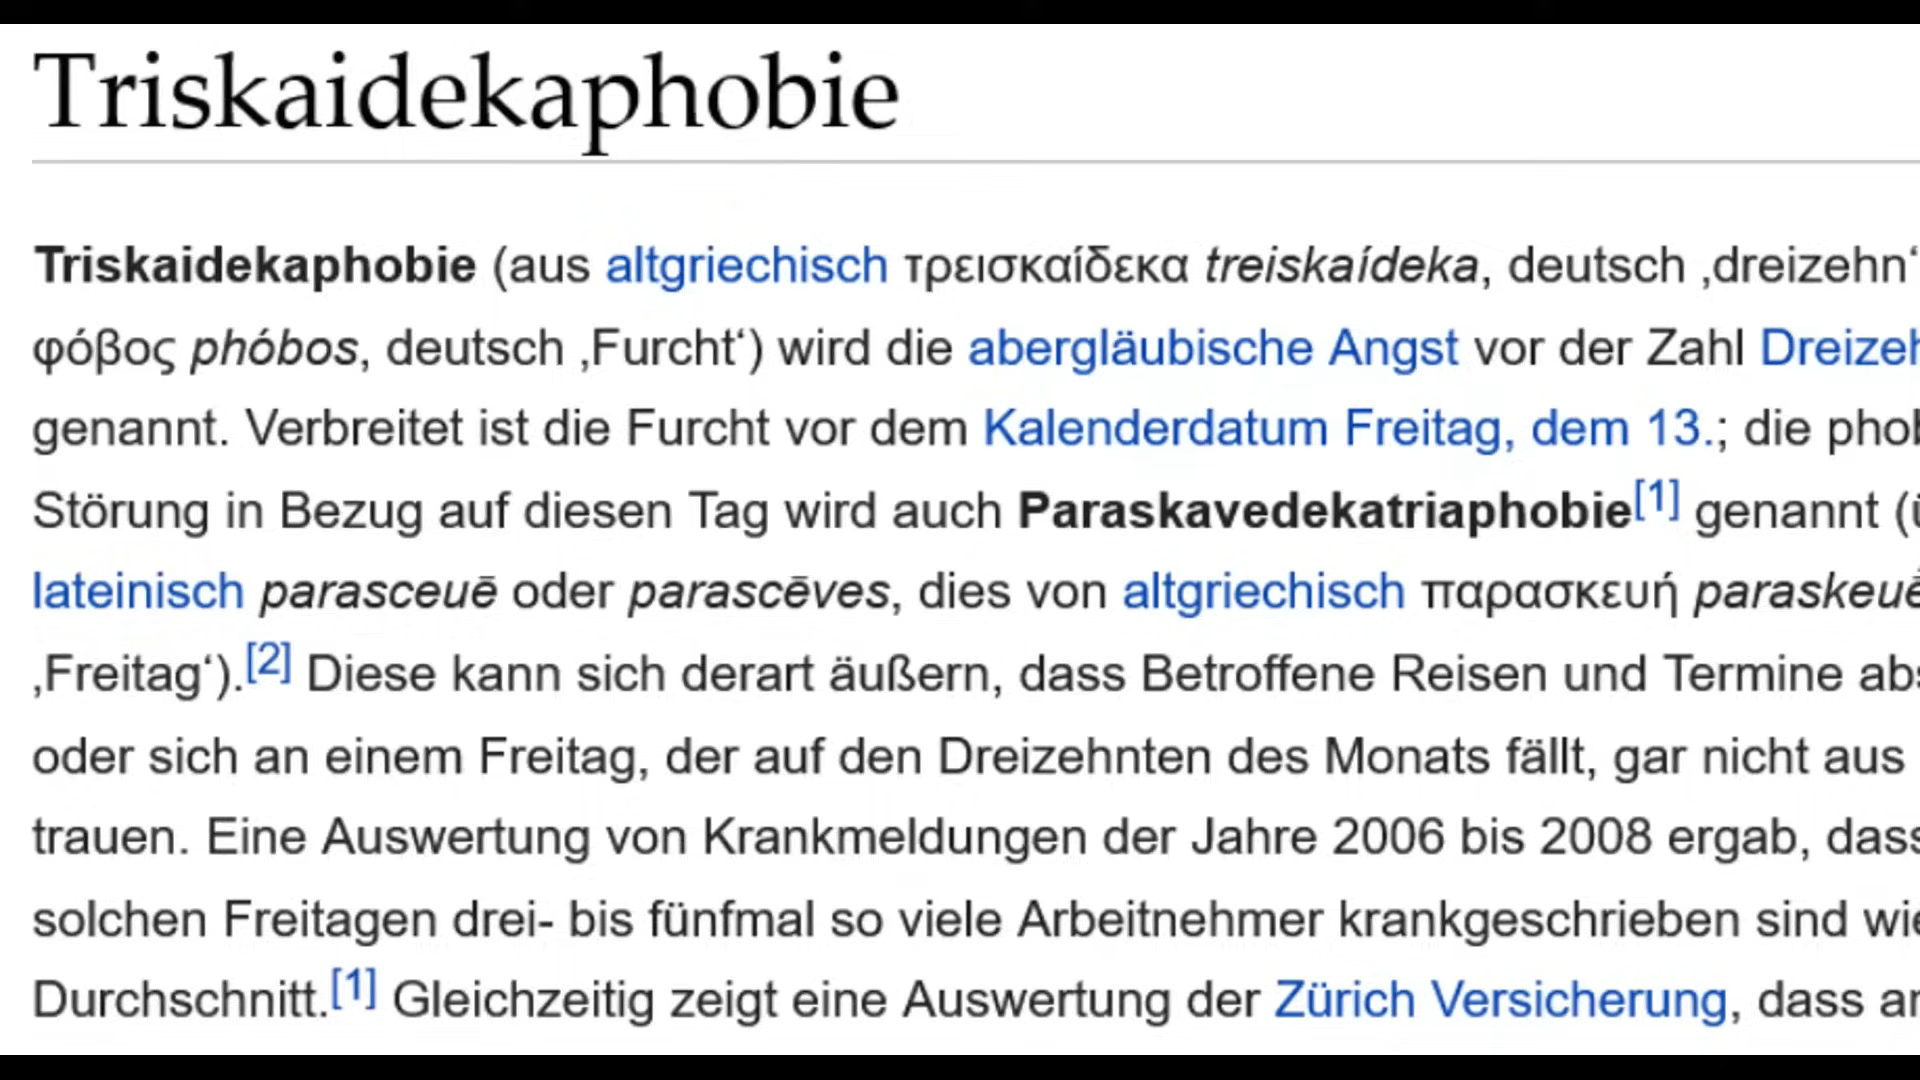 Triskaidekaphobie
Triskaidekaphobie (aus altgriechisch τρεισκαίδεκα treiskaídeka, deutsch ‚dreizehn‘
φόβος phóbos, deutsch ‚Furcht‘) wird die abergläubische Angst vor der Zahl
genannt. Verbreitet ist die Furcht vor dem Kalenderdatum Freitag, dem 13.; die
Störung in Bezug auf diesen Tag wird auch Paraskavedekatriaphobie[1] genannt
lateinisch parasceuē oder parascēves, dies von altgriechisch παρασκευή
‚Freitag‘).[2] Diese kann sich derart äußern, dass Betroffene Reisen und Termine
oder sich an einem Freitag, der auf den Dreizehnten des Monats fällt, gar nicht aus
trauen. Eine Auswertung von Krankmeldungen der Jahre 2006 bis 2008 ergab, dass
solchen Freitagen drei- bis fünfmal so viele Arbeitnehmer krankgeschrieben sind
Durchschnitt.[1] Gleichzeitig zeigt eine Auswertung der Zürich Versicherung, dass